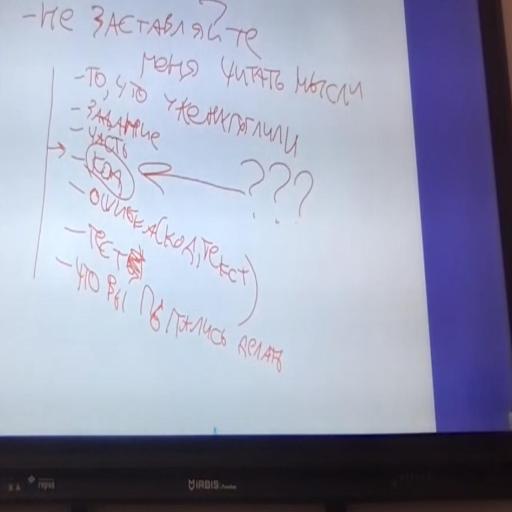 ?
- не заставляйте
меня читать мысли
- то, что уже нагуглили
- задание
- часть
- код
???
- ошибка (код, текст)
- тест
- что вы пытались делать
IRBIS